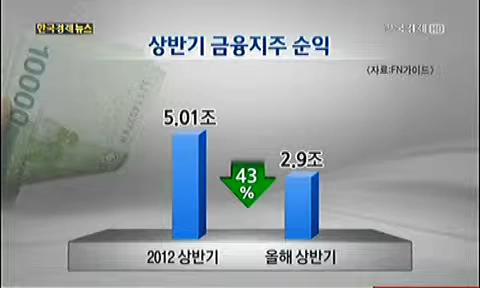 한국경제뉴스
한국경제 HD
상반기 금융지주 순익
〈자료:FN가이드〉
10000
5.01조
43
%
2.9조
2012 상반기
올해 상반기